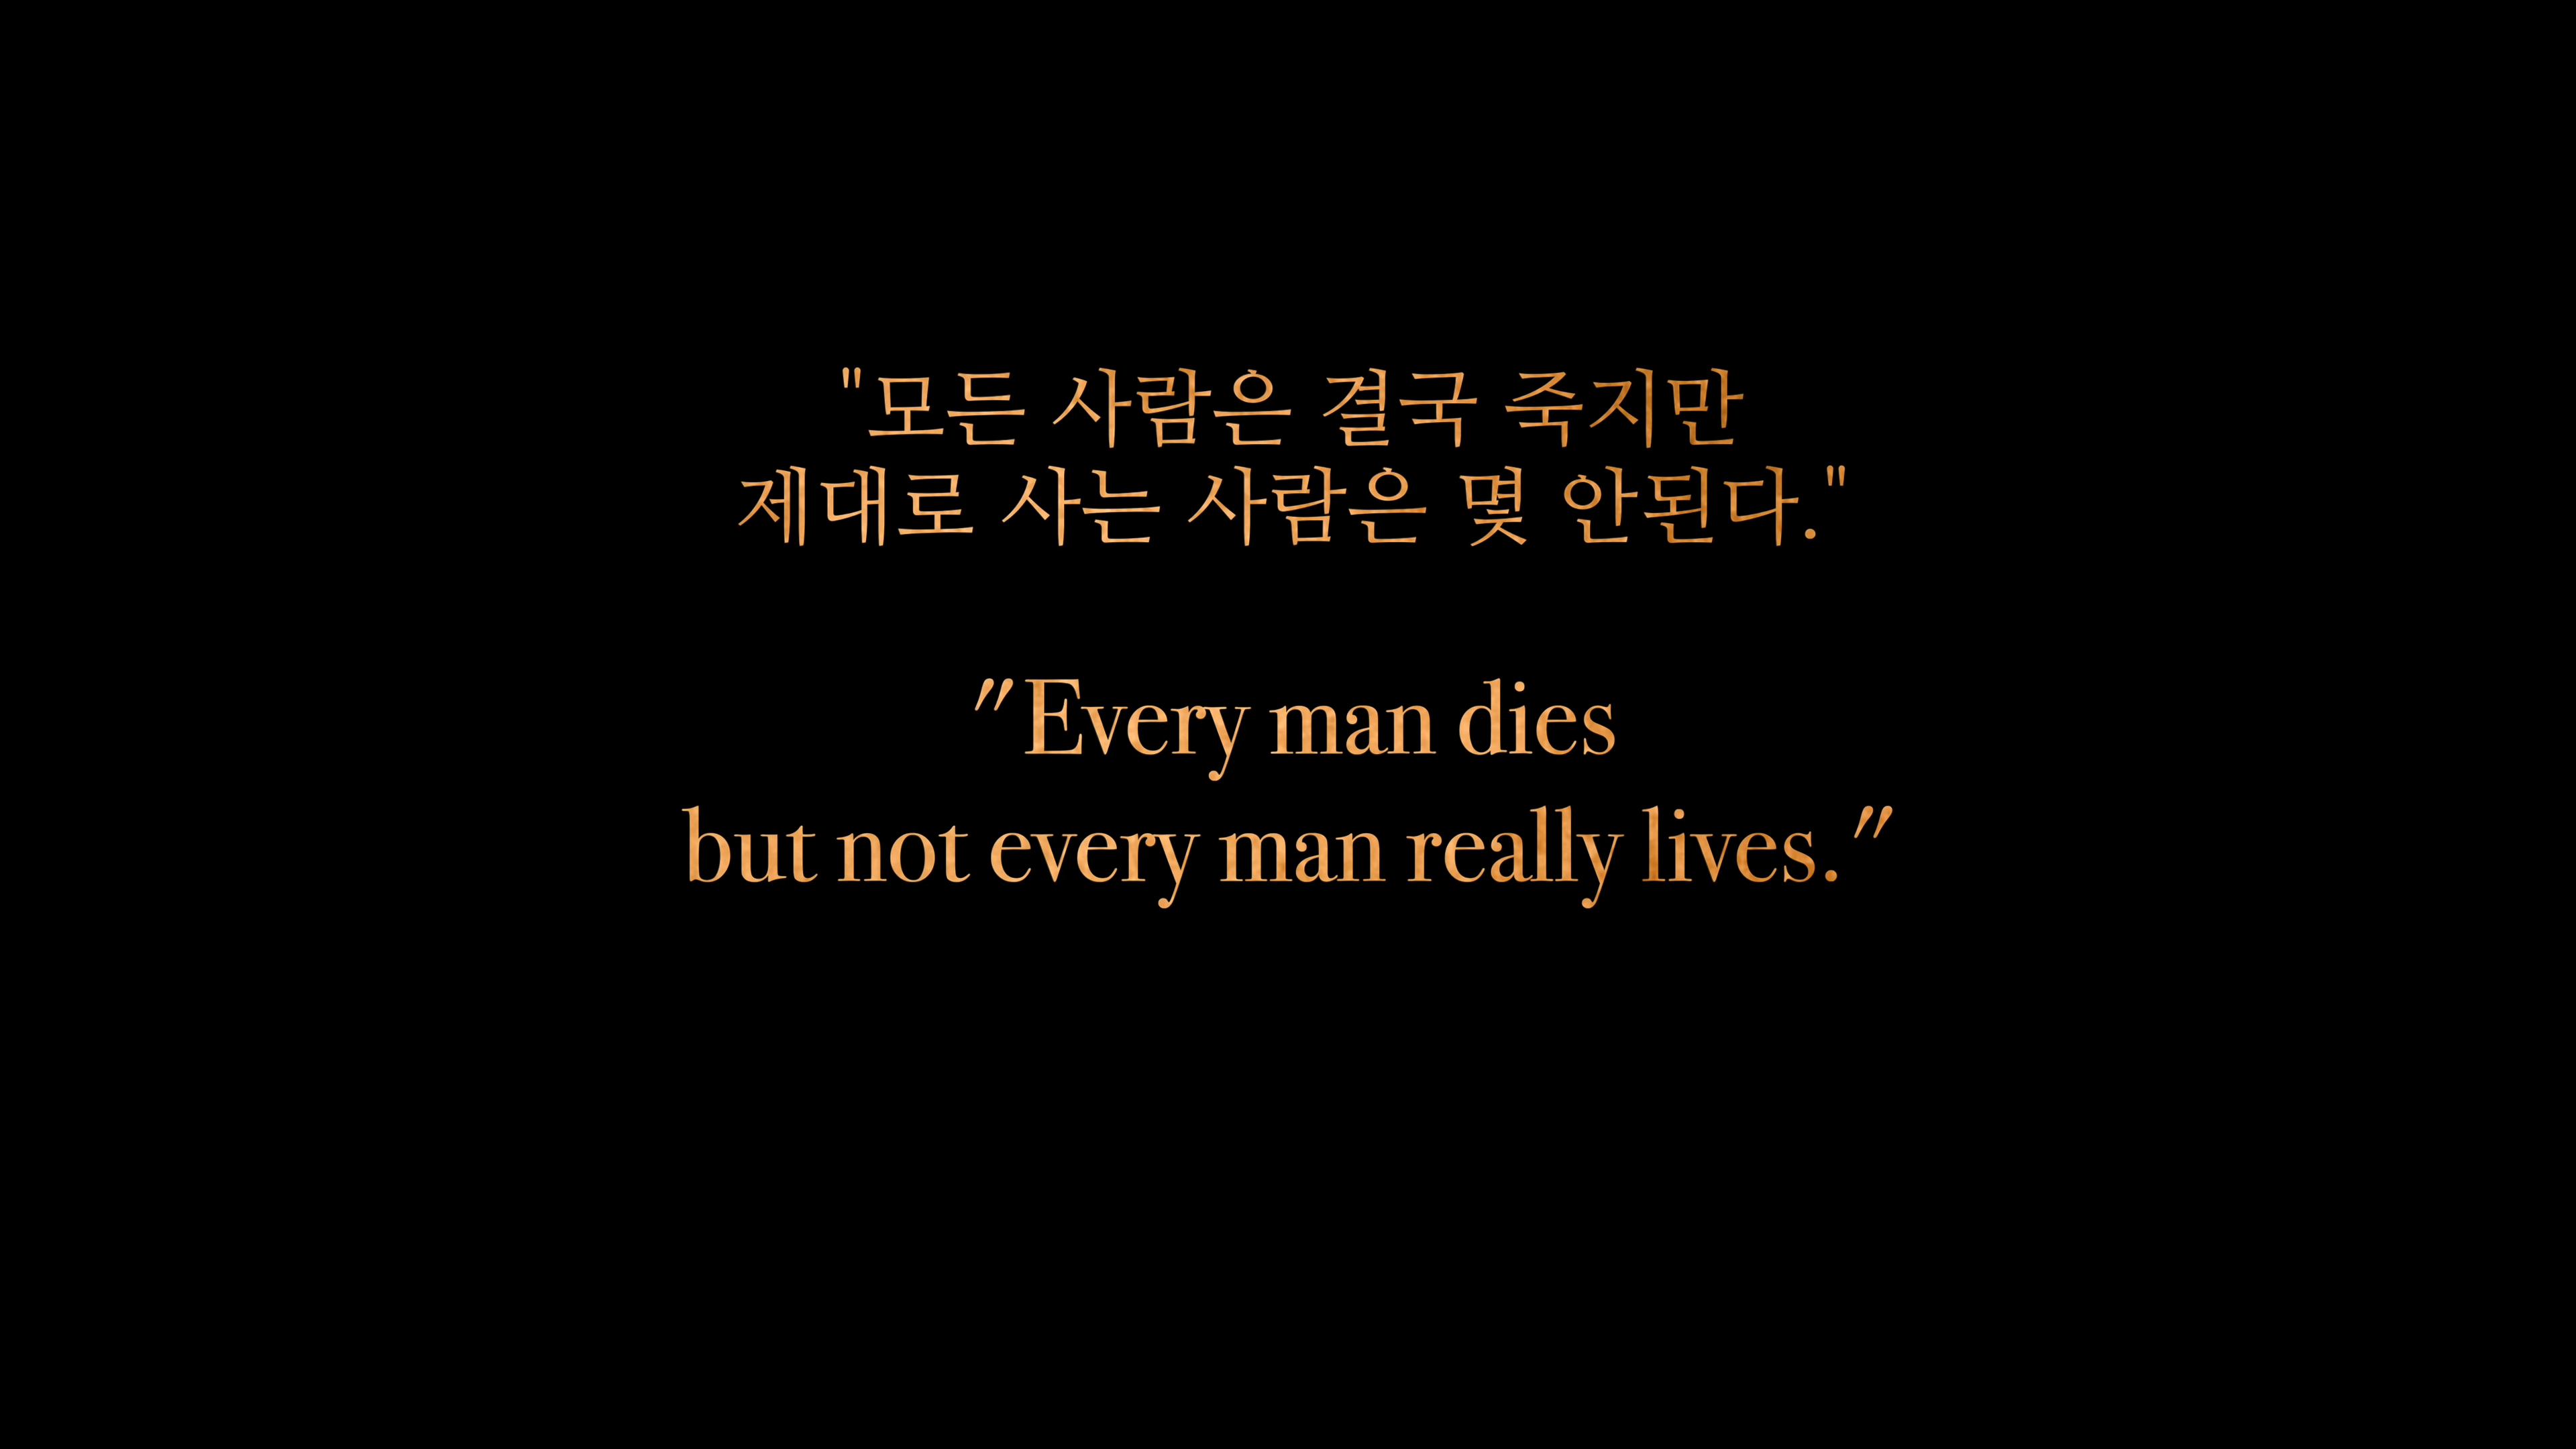 "모든 사람은 결국 죽지만
제대로 사는 사람은 몇 안된다."
"Every man dies
but not every man really lives."